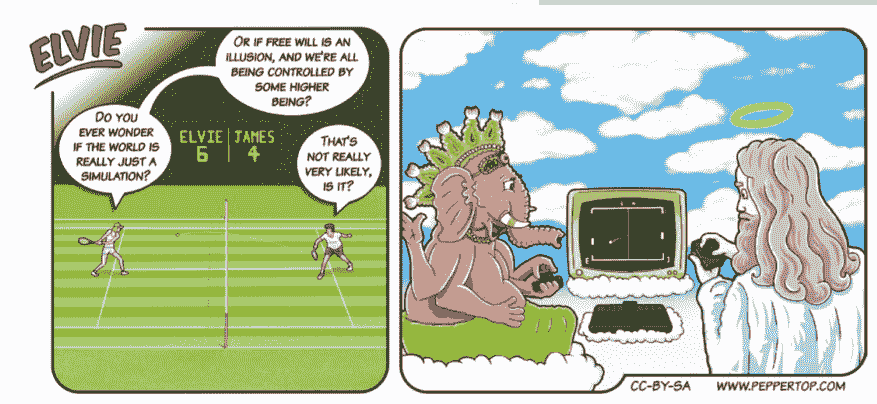 ELVIE
OR IF FREE WILL IS AN
ILLUSION, AND WE'RE ALL
BEING CONTROLLED BY
SOME HIGHER
BEING?
DO YOU
EVER WONDER
IF THE WORLD IS
REALLY JUST A
SIMULATION?
ELVIE JAMES
6 4
THAT'S
NOT REALLY
VERY LIKELY,
IS IT?
CC-BY-SA WWW.PEPPERTOP.COM